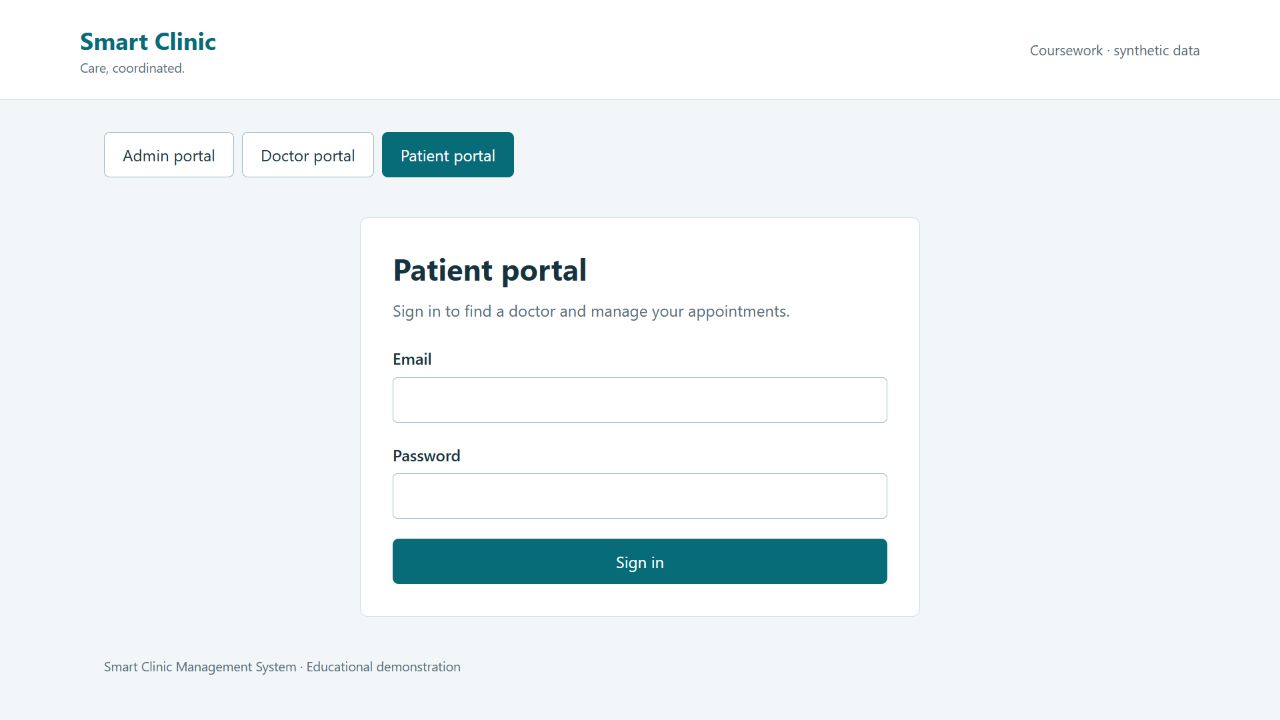 Smart Clinic
Care, coordinated.
Coursework · synthetic data
Admin portal
Doctor portal
Patient portal
Patient portal
Sign in to find a doctor and manage your appointments.
Email
Password
Sign in
Smart Clinic Management System · Educational demonstration